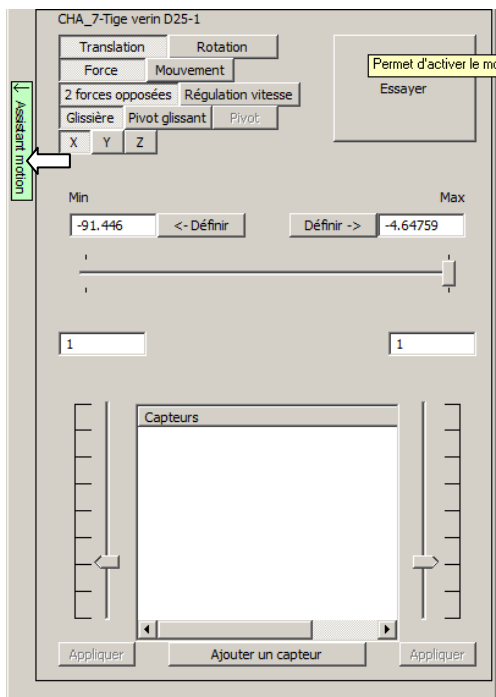 CHA_7-Tige verin D25-1
Translation Rotation
Force Mouvement
Permet d'activer le mo
2 forces opposées Régulation vitesse
Essayer
Glissière Pivot glissant Pivot
X Y Z
← Assistant motion
Min Max
-91.446 <- Définir Définir -> -4.64759
1 1
Capteurs
Appliquer Ajouter un capteur Appliquer